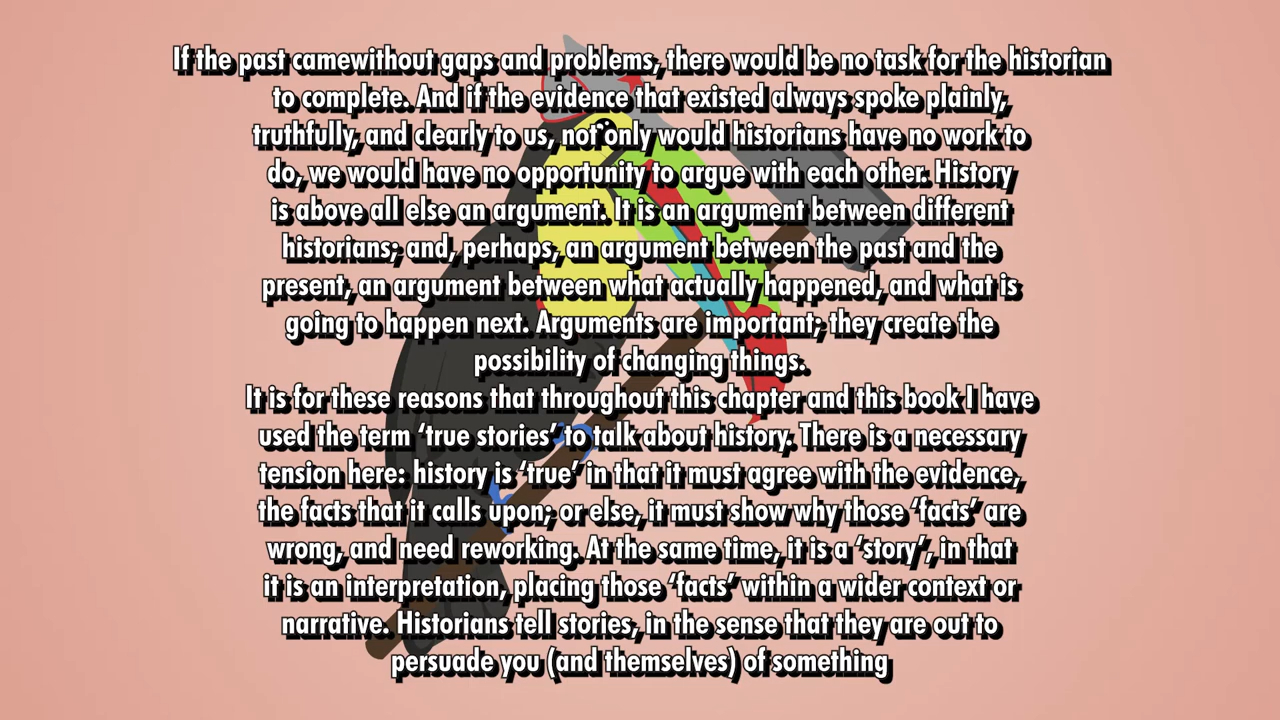 If the past camewithout gaps and problems, there would be no task for the historian
to complete. And if the evidence that existed always spoke plainly,
truthfully, and clearly to us, not only would historians have no work to
do, we would have no opportunity to argue with each other. History
is above all else an argument. It is an argument between different
historians; and, perhaps, an argument between the past and the
present, an argument between what actually happened, and what is
going to happen next. Arguments are important; they create the
possibility of changing things.
It is for these reasons that throughout this chapter and this book I have
used the term ‘true stories’ to talk about history. There is a necessary
tension here: history is ‘true’ in that it must agree with the evidence,
the facts that it calls upon; or else, it must show why those ‘facts’ are
wrong, and need reworking. At the same time, it is a ‘story’, in that
it is an interpretation, placing those ‘facts’ within a wider context or
narrative. Historians tell stories, in the sense that they are out to
persuade you (and themselves) of something